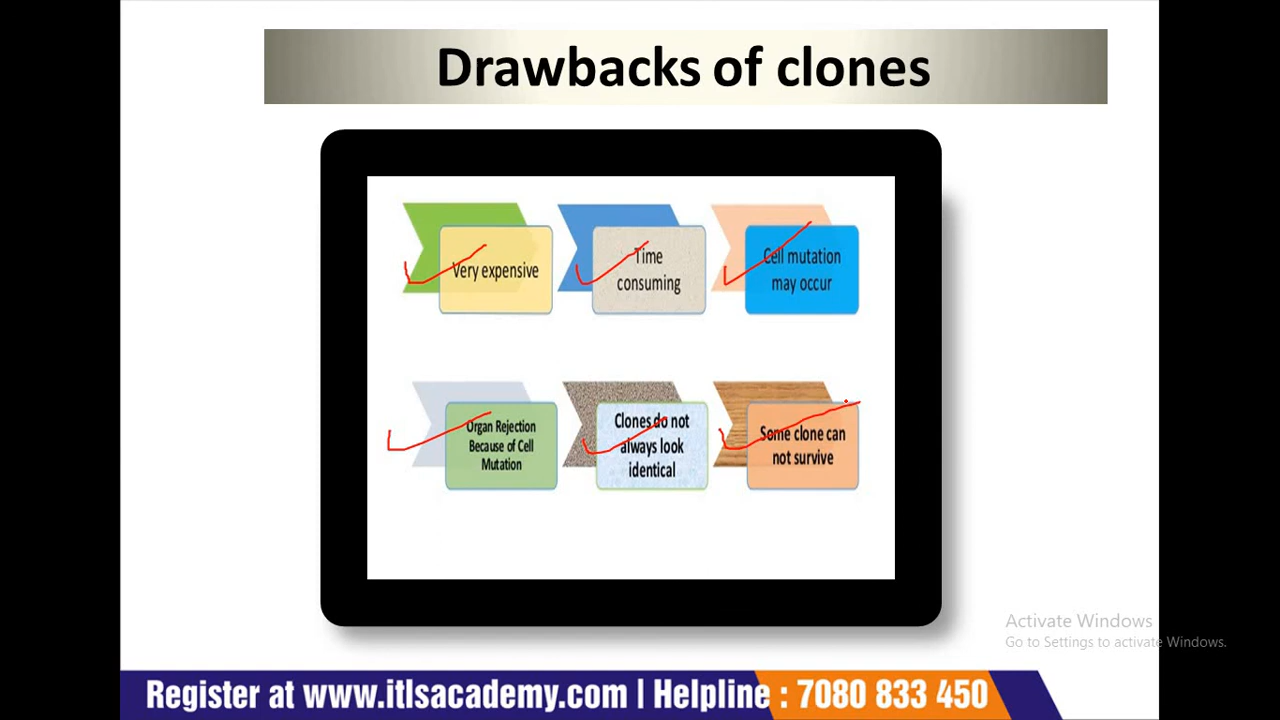 Drawbacks of clones
Very expensive
Time
consuming
Cell mutation
may occur
Organ Rejection
Because of Cell
Mutation
Clones do not
always look
identical
Some clone can
not survive
Activate Windows
Go to Settings to activate Windows.
Register at www.itlsacademy.com | Helpline : 7080 833 450